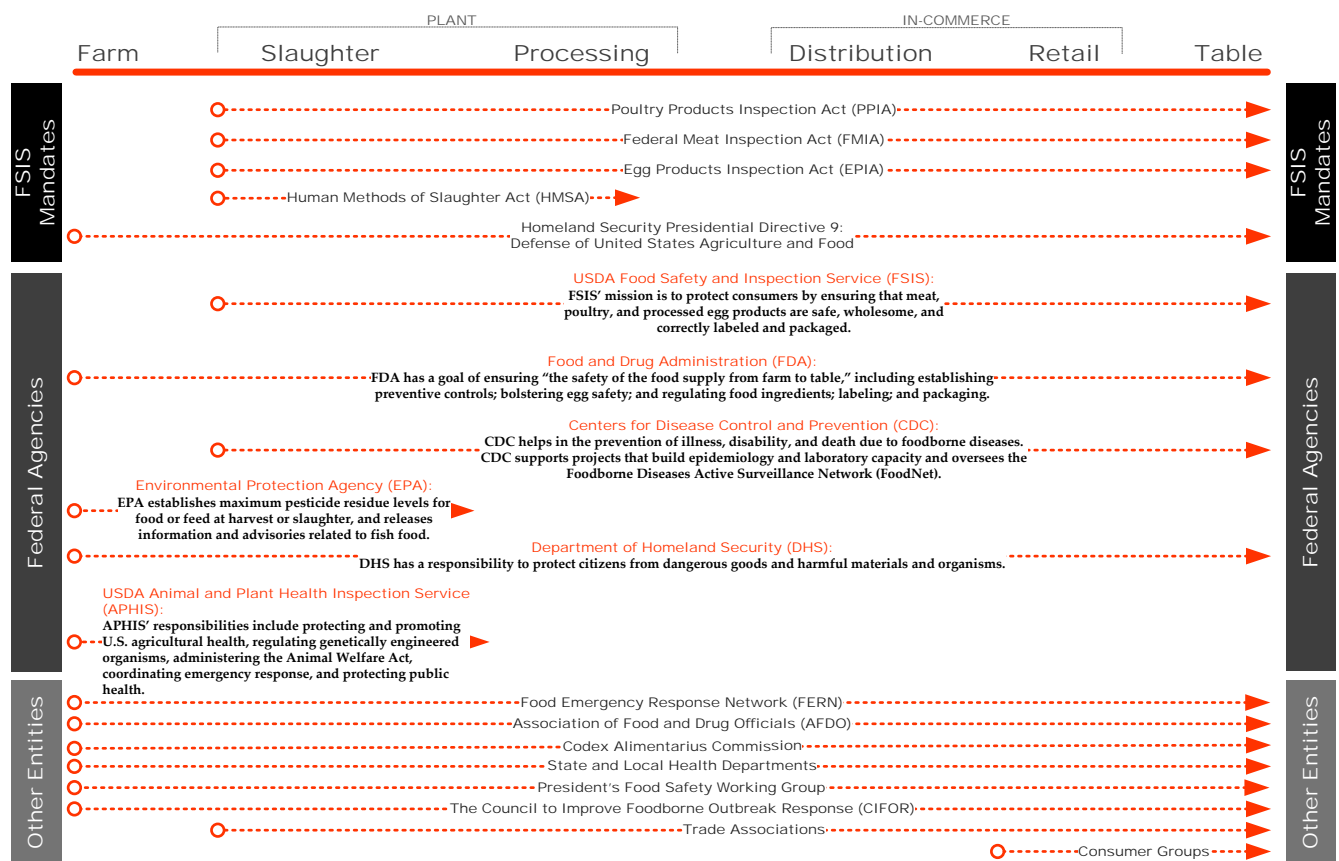 PLANT
IN-COMMERCE
Farm
Slaughter
Processing
Distribution
Retail
Table
FSIS
Mandates
Poultry Products Inspection Act (PPIA)
Federal Meat Inspection Act (FMIA)
Egg Products Inspection Act (EPIA)
Human Methods of Slaughter Act (HMSA)
Homeland Security Presidential Directive 9:
Defense of United States Agriculture and Food
FSIS
Mandates
Federal Agencies
USDA Food Safety and Inspection Service (FSIS):
FSIS’ mission is to protect consumers by ensuring that meat,
poultry, and processed egg products are safe, wholesome, and
correctly labeled and packaged.
Food and Drug Administration (FDA):
FDA has a goal of ensuring “the safety of the food supply from farm to table,” including establishing
preventive controls; bolstering egg safety; and regulating food ingredients; labeling; and packaging.
Centers for Disease Control and Prevention (CDC):
CDC helps in the prevention of illness, disability, and death due to foodborne diseases.
CDC supports projects that build epidemiology and laboratory capacity and oversees the
Foodborne Diseases Active Surveillance Network (FoodNet).
Environmental Protection Agency (EPA):
EPA establishes maximum pesticide residue levels for
food or feed at harvest or slaughter, and releases
information and advisories related to fish food.
Department of Homeland Security (DHS):
DHS has a responsibility to protect citizens from dangerous goods and harmful materials and organisms.
USDA Animal and Plant Health Inspection Service
(APHIS):
APHIS’ responsibilities include protecting and promoting
U.S. agricultural health, regulating genetically engineered
organisms, administering the Animal Welfare Act,
coordinating emergency response, and protecting public
health.
Federal Agencies
Other Entities
Food Emergency Response Network (FERN)
Association of Food and Drug Officials (AFDO)
Codex Alimentarius Commission
State and Local Health Departments
President’s Food Safety Working Group
The Council to Improve Foodborne Outbreak Response (CIFOR)
Trade Associations
Consumer Groups
Other Entities